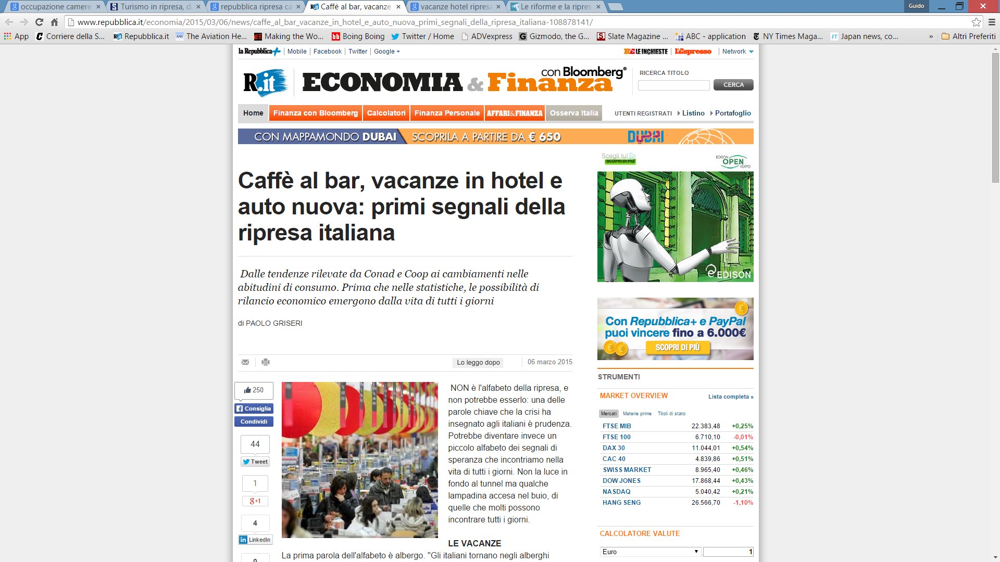 occupazione camere
Turismo in ripresa, d
repubblica ripresa ca
Caffè al bar, vacanze
vacanze hotel ripresa
Le riforme e la ripres
Guido
www.repubblica.it/economia/2015/03/06/news/caffe_al_bar_vacanze_in_hotel_e_auto_nuova_primi_segnali_della_ripresa_italiana-108878141/
App
Corriere della S...
Repubblica.it
The Aviation He...
Making the Wo...
Boing Boing
Twitter / Home
ADVexpress
Gizmodo, the G...
Slate Magazine ...
ABC - application
NY Times Maga...
Japan news, co...
»
Altri Preferiti
la Repubblica+ | Mobile | Facebook | Twitter | Google +
RE LE INCHIESTE | l'Espresso | Network
R.it ECONOMIA & Finanza con Bloomberg®
RICERCA TITOLO
CERCA
Home Finanza con Bloomberg Calcolatori Finanza Personale AFFARI&FINANZA Osserva Italia
UTENTI REGISTRATI Listino Portafoglio
CON MAPPAMONDO DUBAI SCOPRILA A PARTIRE DA € 650 DUBAI
Caffè al bar, vacanze in hotel e
auto nuova: primi segnali della
ripresa italiana
Dalle tendenze rilevate da Conad e Coop ai cambiamenti nelle
abitudini di consumo. Prima che nelle statistiche, le possibilità di
rilancio economico emergono dalla vita di tutti i giorni
di PAOLO GRISERI
Lo leggo dopo
06 marzo 2015
250
Consiglia
Condividi
44
Tweet
1
g+1
4
LinkedIn
0
NON è l'alfabeto della ripresa, e
non potrebbe esserlo: una delle
parole chiave che la crisi ha
insegnato agli italiani è prudenza.
Potrebbe diventare invece un
piccolo alfabeto dei segnali di
speranza che incontriamo nella
vita di tutti i giorni. Non la luce in
fondo al tunnel ma qualche
lampadina accesa nel buio, di
quelle che molti possono
incontrare tutti i giorni.
LE VACANZE
La prima parola dell'alfabeto è albergo. "Gli italiani tornano negli alberghi
Scegli tu!
SCOPRI DI PIÙ
EDISON
OPEN
4EXPO
EDISON
Con Repubblica+ e PayPal
puoi vincere fino a 6.000€
SCOPRI DI PIÙ
STRUMENTI
MARKET OVERVIEW
Lista completa »
Mercati Materie prime Titoli di stato
FTSE MIB 22.383,48 +0,25%
FTSE 100 6.710,10 -0,01%
DAX 30 11.044,01 +0,54%
CAC 40 4.839,86 +0,51%
SWISS MARKET 8.965,40 +0,46%
DOW JONES 17.868,44 +0,43%
NASDAQ 5.040,42 +0,21%
HANG SENG 26.566,70 -1,10%
CALCOLATORE VALUTE
Euro 1